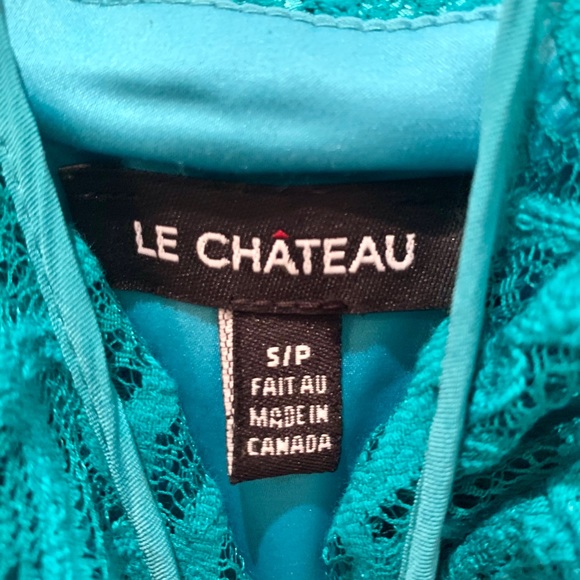 LE CHÂTEAU
S/P
FAIT AU
MADE IN
CANADA